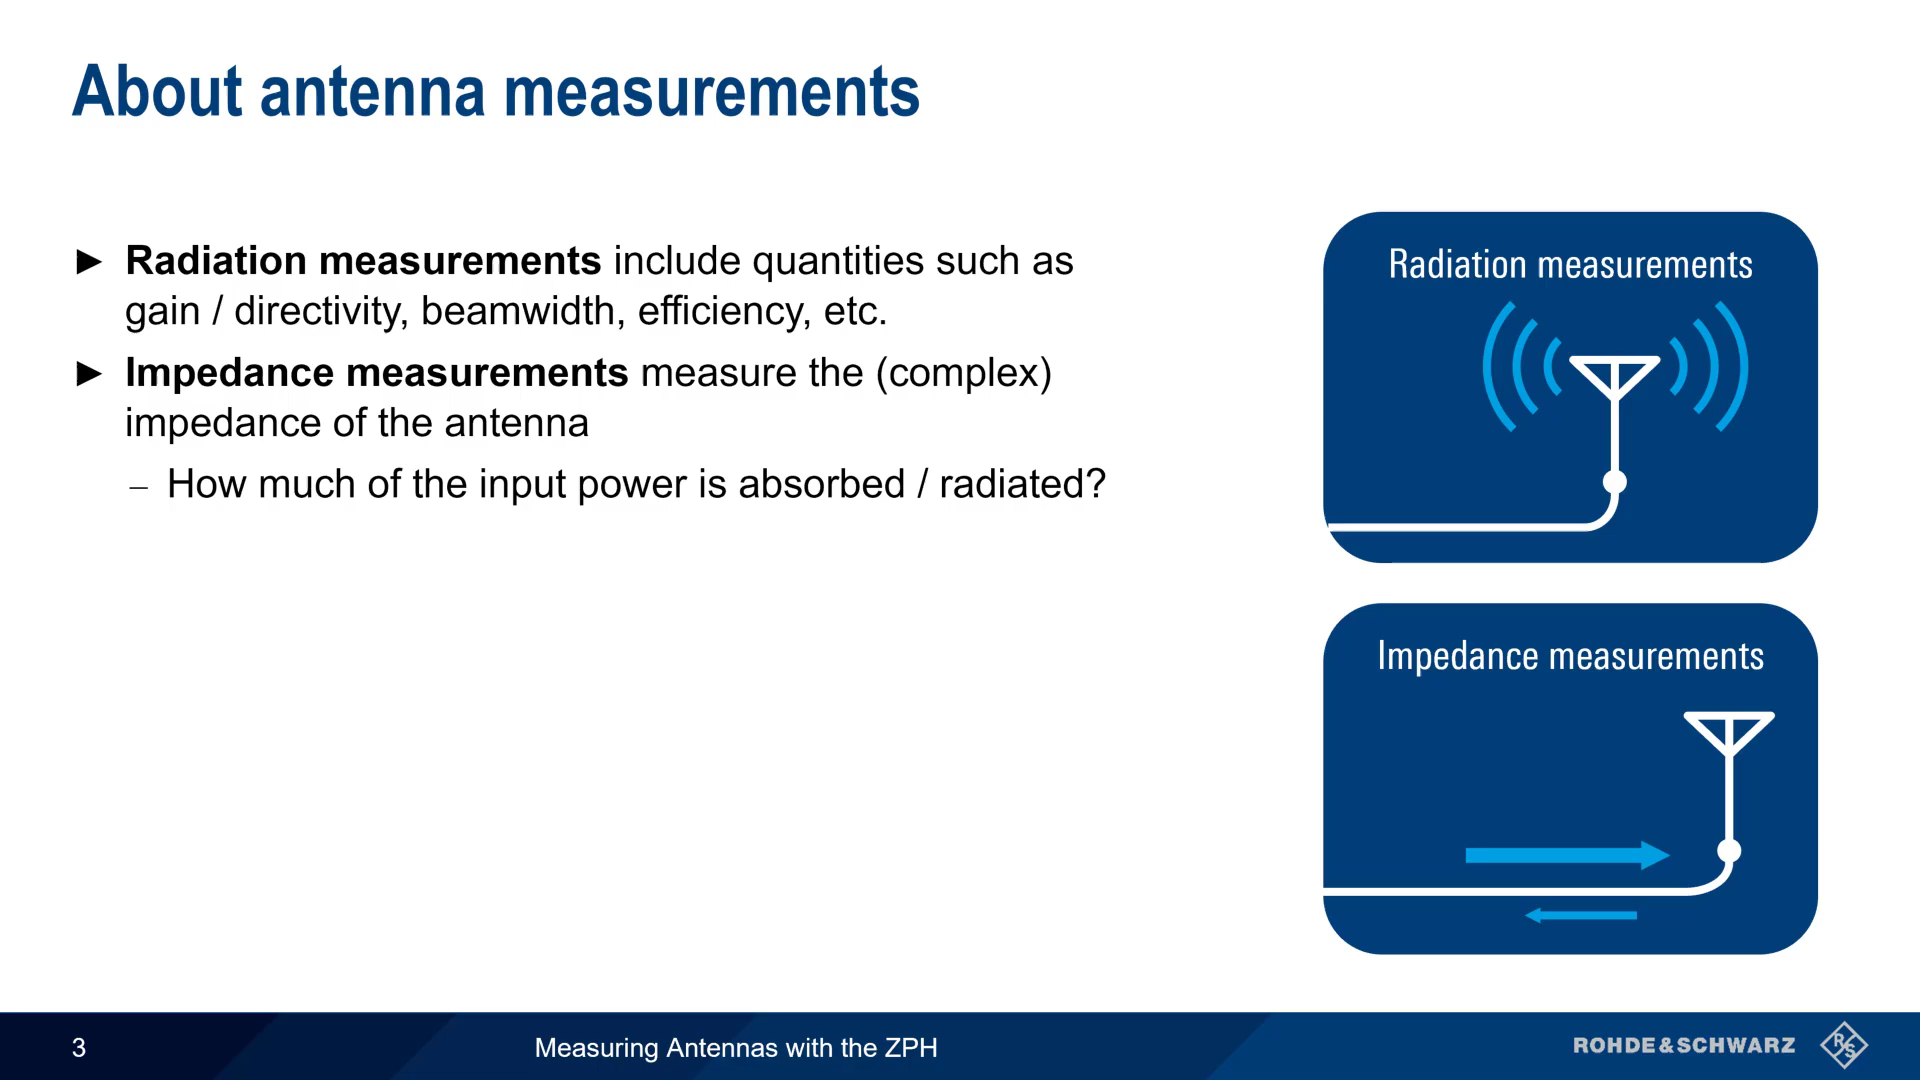 About antenna measurements
► Radiation measurements include quantities such as
gain / directivity, beamwidth, efficiency, etc.
► Impedance measurements measure the (complex)
impedance of the antenna
– How much of the input power is absorbed / radiated?
Radiation measurements
Impedance measurements
3
Measuring Antennas with the ZPH
ROHDE&SCHWARZ
R&S